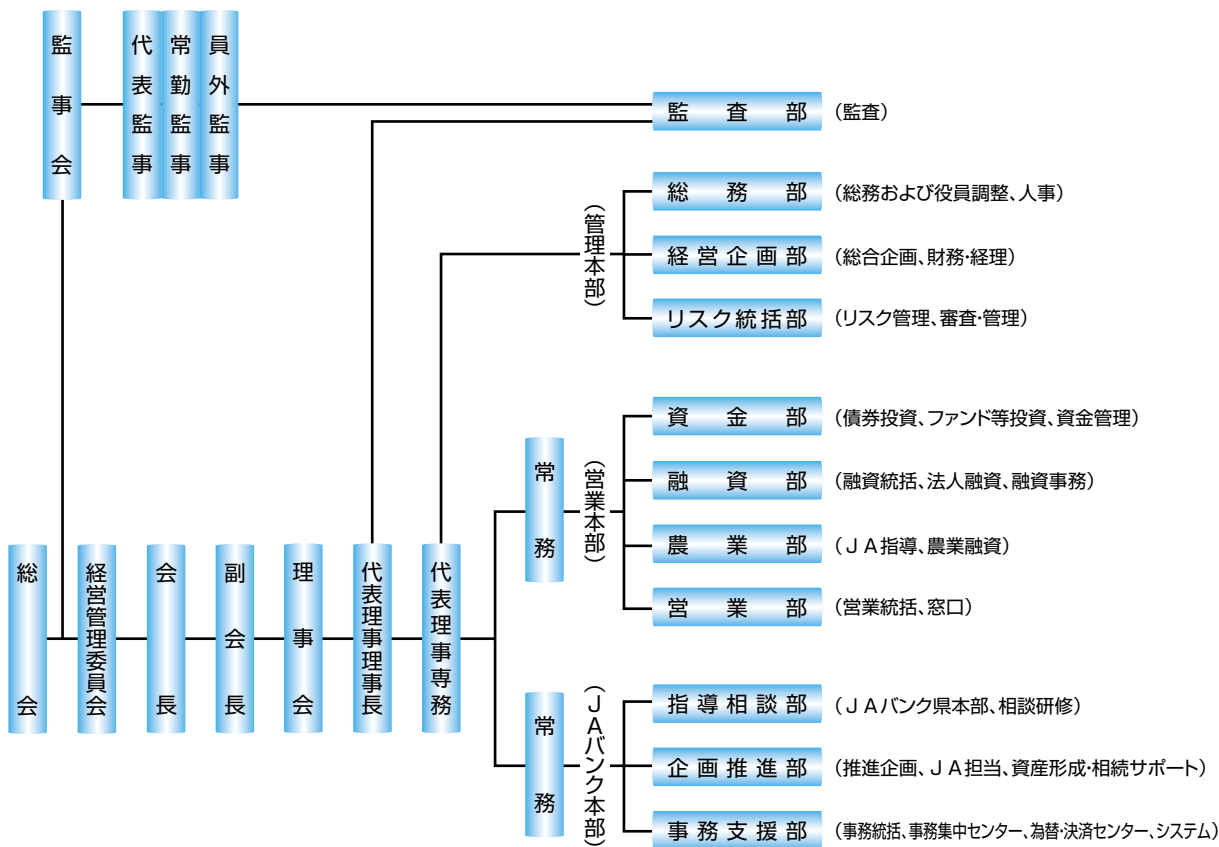 監事会
代表監事
常勤監事
員外監事
監査部 (監査)
(管理本部)
総務部 (総務および役員調整、人事)
経営企画部 (総合企画、財務・経理)
リスク統括部 (リスク管理、審査・管理)
総会
経営管理委員会
会長
副会長
理事会
代表理事理事長
代表理事専務
常務
(営業本部)
資金部 (債券投資、ファンド等投資、資金管理)
融資部 (融資統括、法人融資、融資事務)
農業部 (JA指導、農業融資)
営業部 (営業統括、窓口)
常務
(JAバンク本部)
指導相談部 (JAバンク県本部、相談研修)
企画推進部 (推進企画、JA担当、資産形成・相続サポート)
事務支援部 (事務統括、事務集中センター、為替・決済センター、システム)